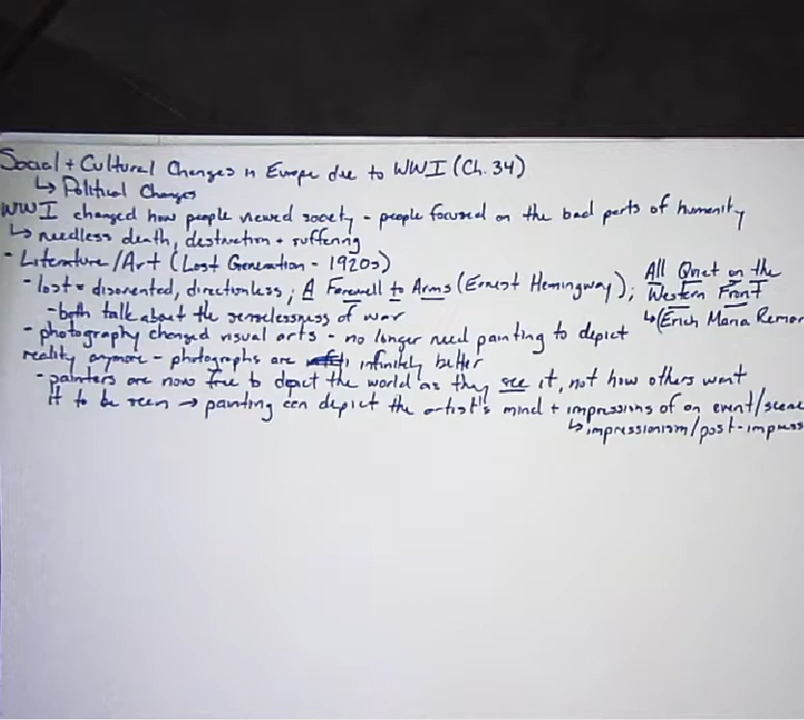 Social + Cultural Changes in Europe due to WWI (Ch. 34)
↳ Political Changes
WWI changed how people viewed society - people focused on the bad parts of humanity
↳ needless death, destruction + suffering
- Literature/Art (Lost Generation - 1920s)
- lost = disoriented, directionless; A Farewell to Arms (Ernest Hemingway); All Quiet on the
Western Front
↳ (Erich Maria Remar
- both talk about the senselessness of war
- photography changed visual arts - no longer need painting to depict
reality anymore - photographs are infinitely better
- painters are now free to depict the world as they see it, not how others want
it to be seen → painting can depict the artist's mind + impressions of an event/scene
↳ impressionism/post-impress